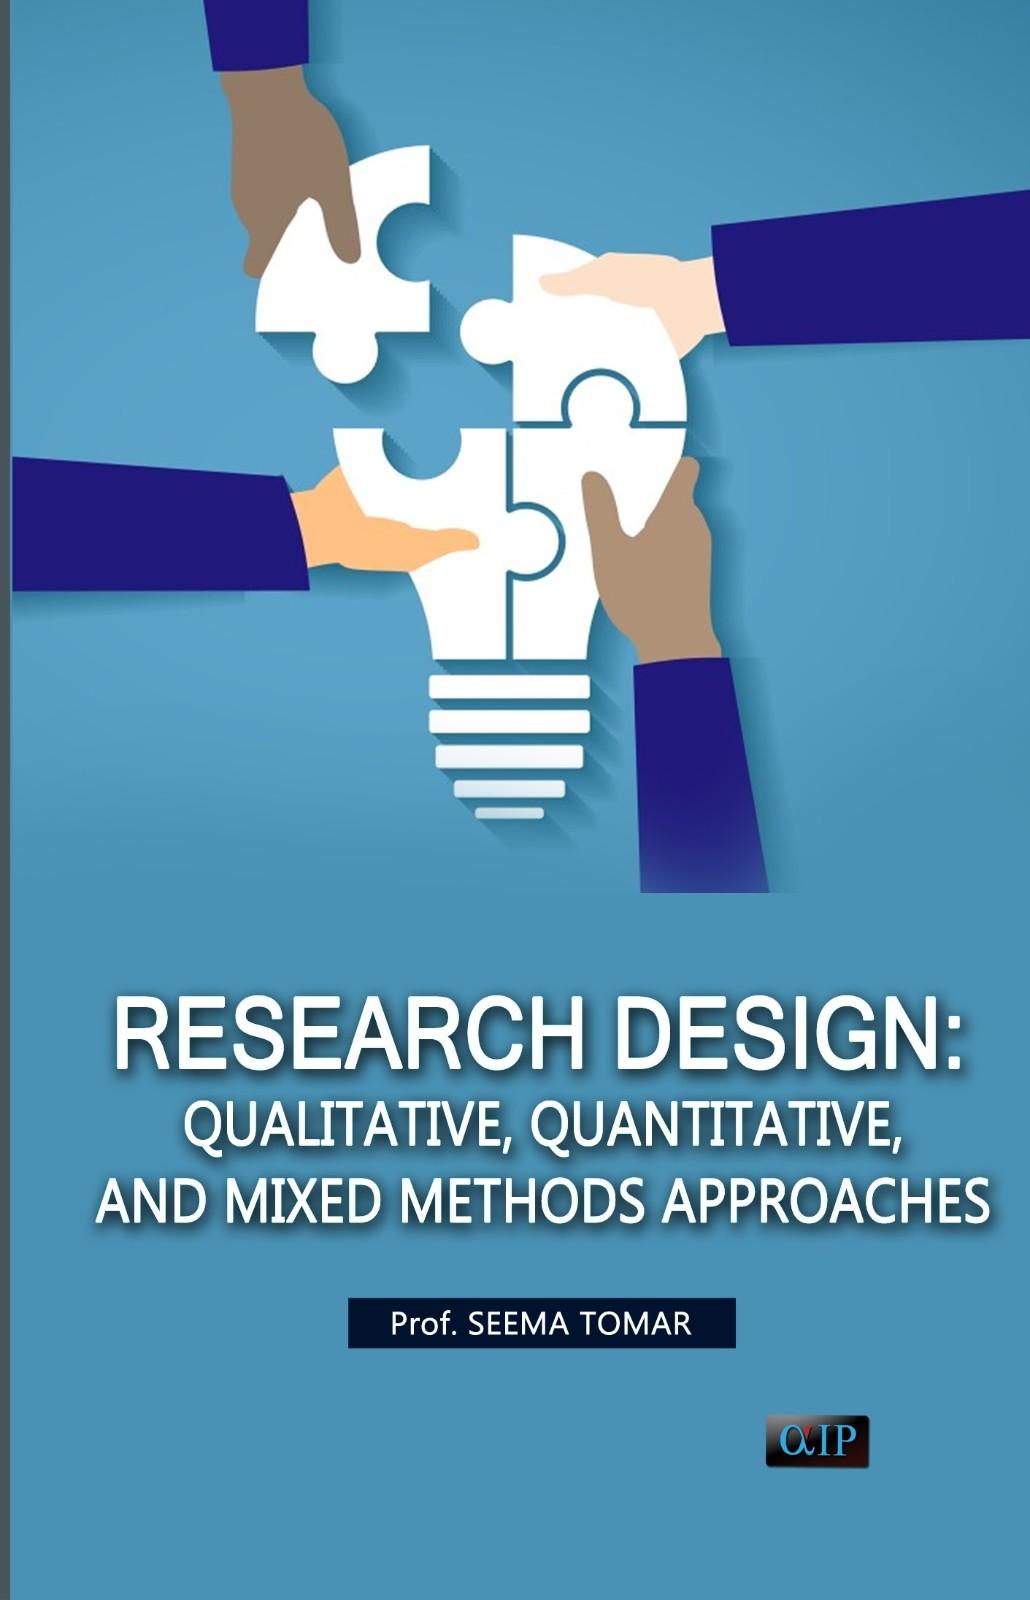 RESEARCH DESIGN:
QUALITATIVE, QUANTITATIVE,
AND MIXED METHODS APPROACHES
Prof. SEEMA TOMAR
αIP